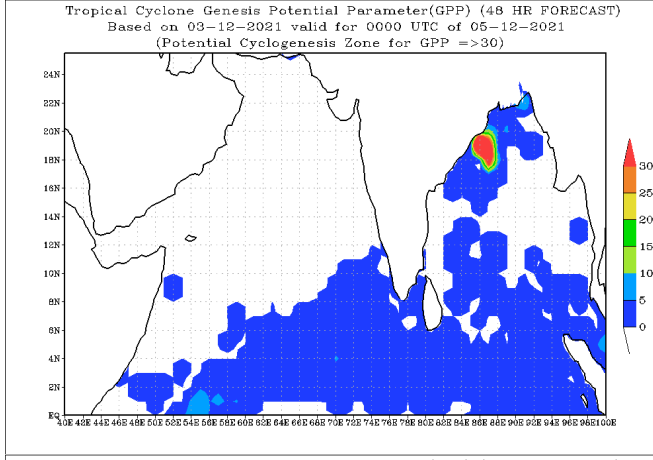 Tropical Cyclone Genesis Potential Parameter(GPP) (48 HR FORECAST)
Based on 03-12-2021 valid for 0000 UTC of 05-12-2021
(Potential Cyclogenesis Zone for GPP =>30)
24N
22N
20N
18N
16N
14N
12N
10N
8N
6N
4N
2N
EQ
40E 42E 44E 46E 48E 50E 52E 54E 56E 58E 60E 62E 64E 66E 68E 70E 72E 74E 76E 78E 80E 82E 84E 86E 88E 90E 92E 94E 96E 98E 100E
30
25
20
15
10
5
0